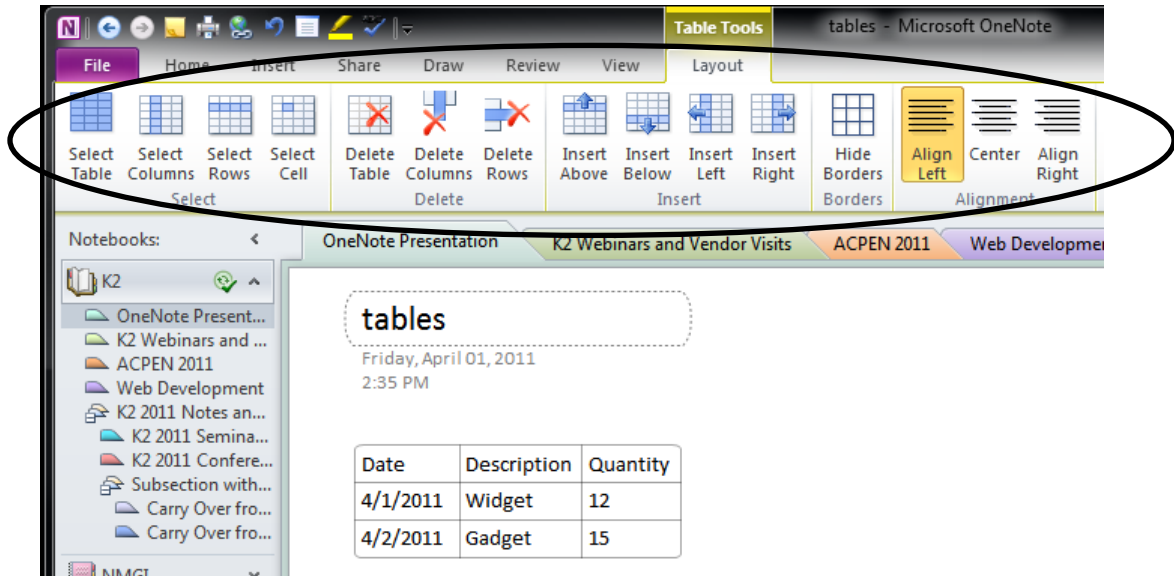 Table Tools tables - Microsoft OneNote
File Home Insert Share Draw Review View Layout
Select Table Select Columns Select Rows Select Cell Delete Table Delete Columns Delete Rows Insert Above Insert Below Insert Left Insert Right Hide Borders Align Left Center Align Right
Select Delete Insert Borders Alignment
Notebooks: OneNote Presentation K2 Webinars and Vendor Visits ACPEN 2011 Web Developme
K2
OneNote Present...
K2 Webinars and ...
ACPEN 2011
Web Development
K2 2011 Notes an...
K2 2011 Semina...
K2 2011 Confere...
Subsection with...
Carry Over fro...
Carry Over fro...
NMGI
tables
Friday, April 01, 2011
2:35 PM
Date Description Quantity
4/1/2011 Widget 12
4/2/2011 Gadget 15